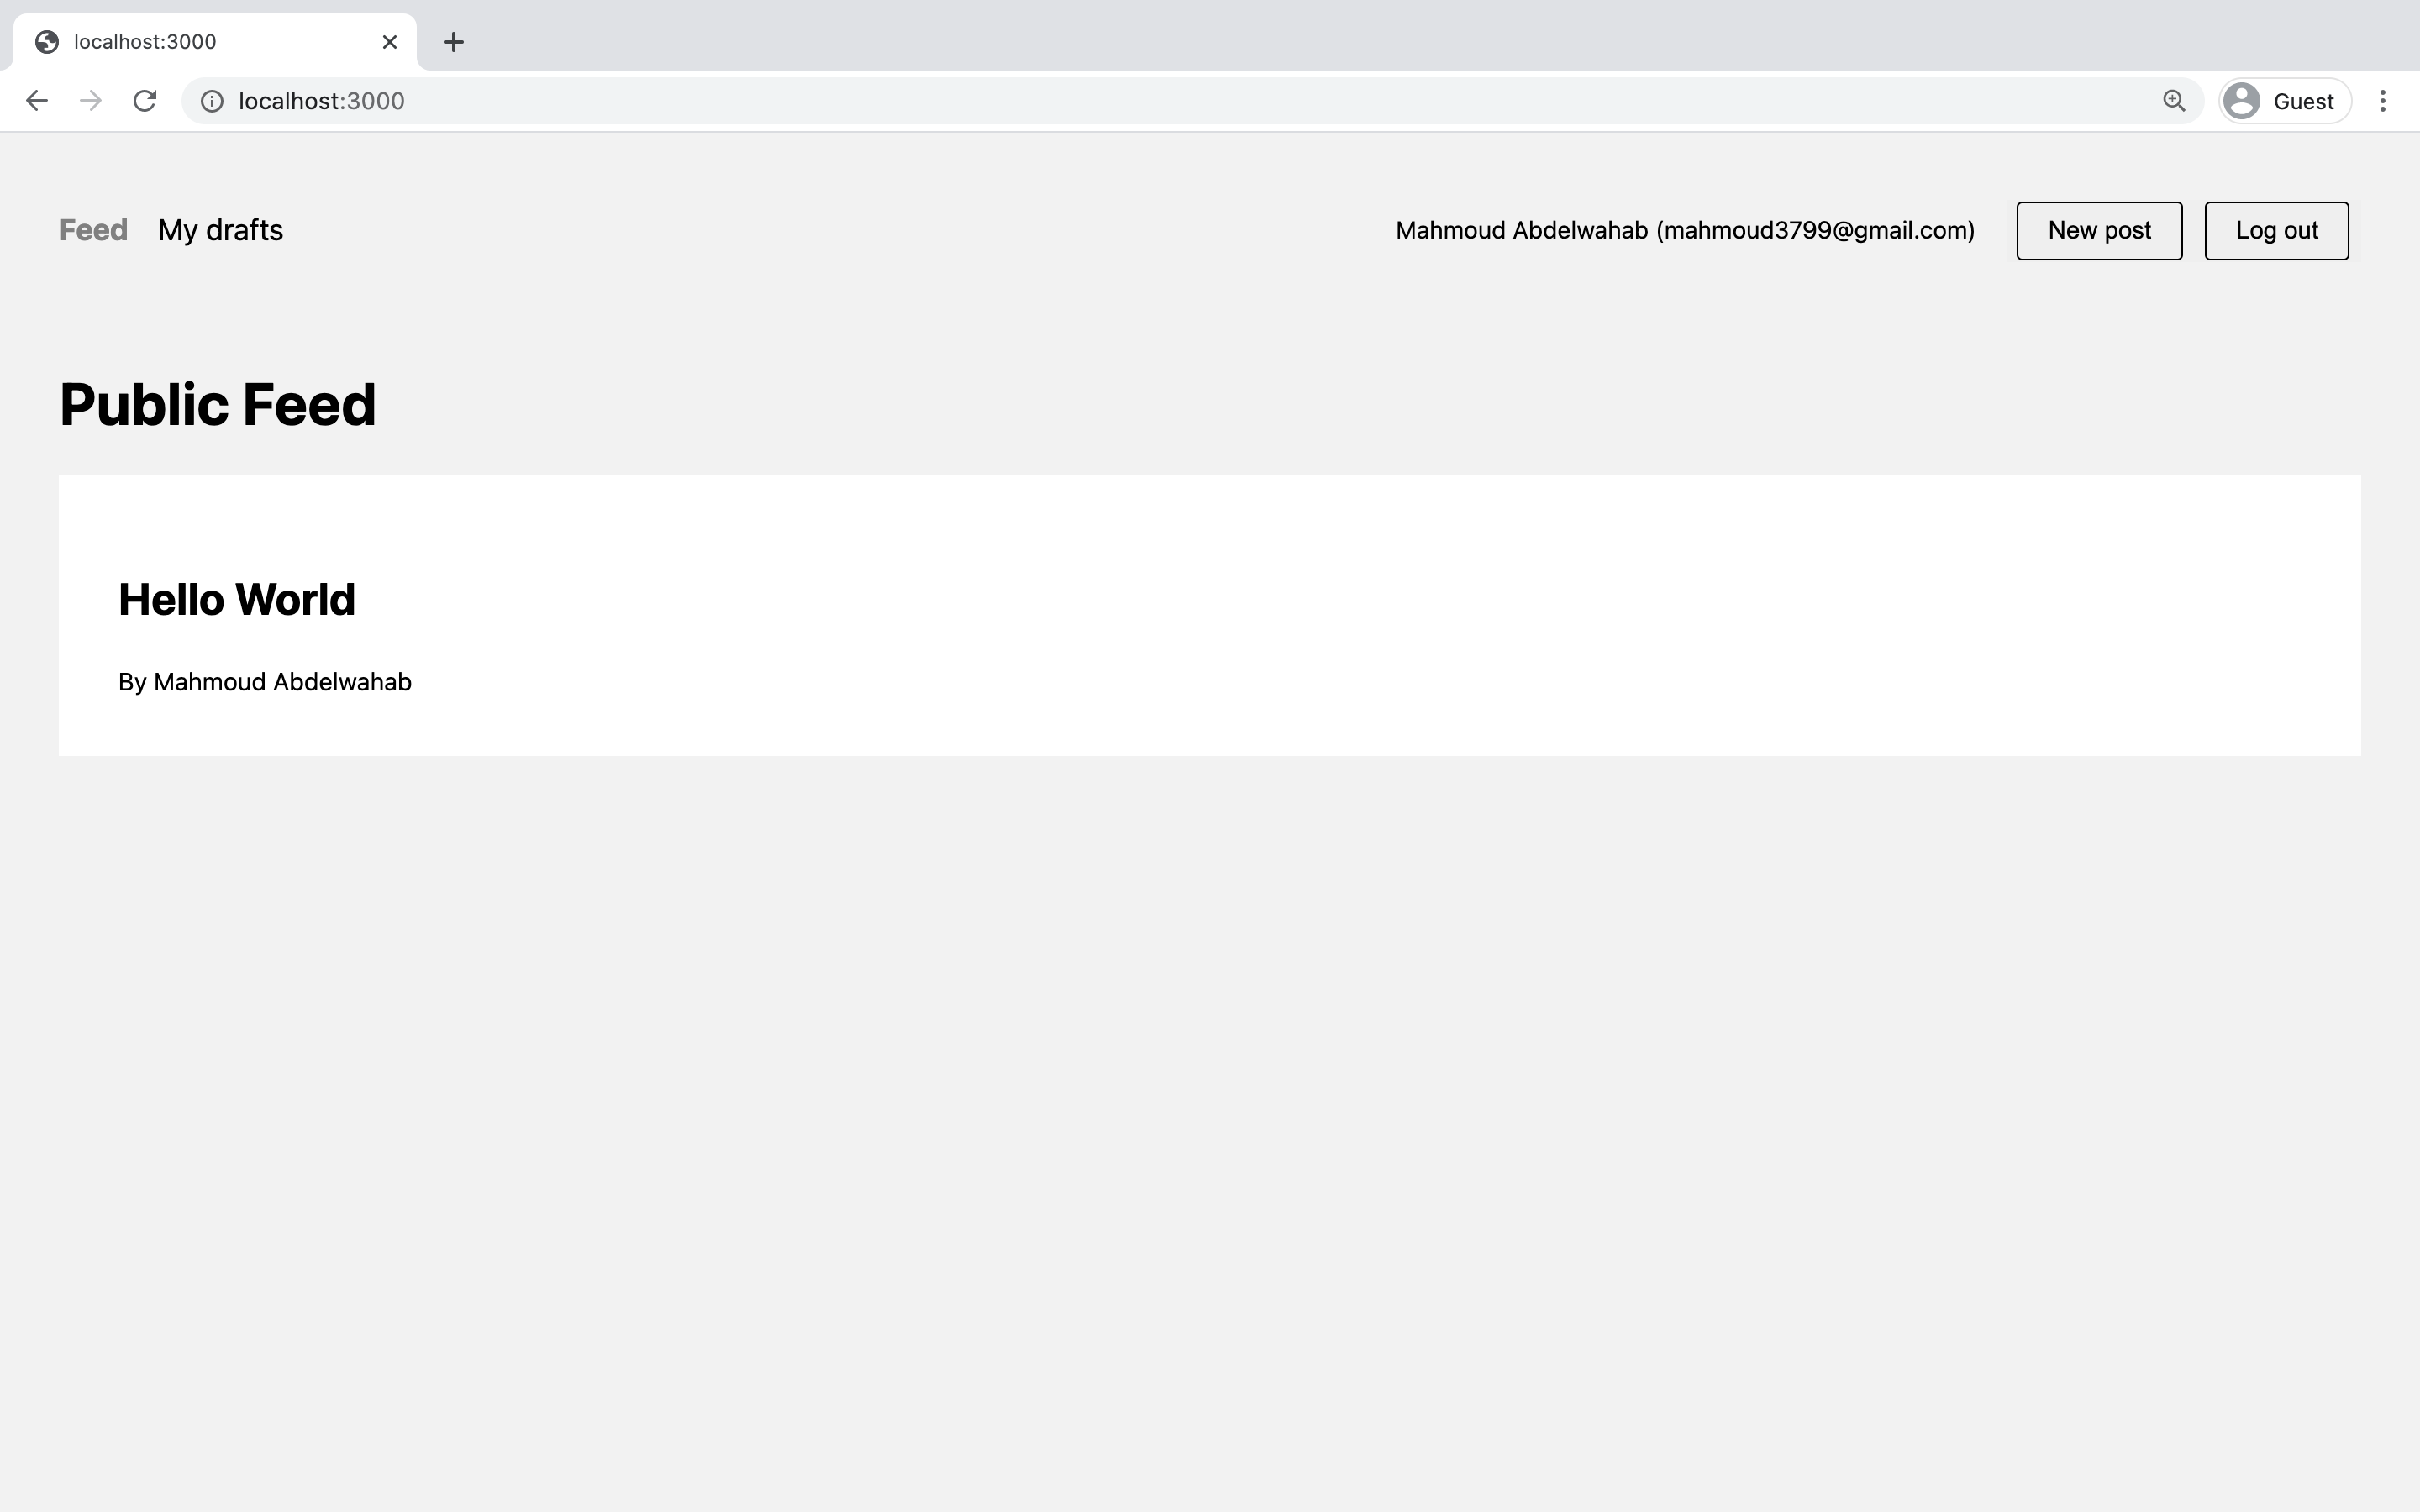 localhost:3000
localhost:3000
Guest
Feed My drafts Mahmoud Abdelwahab (mahmoud3799@gmail.com) New post Log out
Public Feed
Hello World
By Mahmoud Abdelwahab